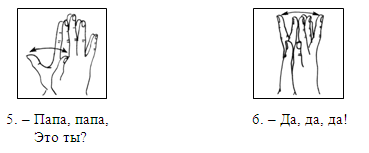 5. – Папа, папа,
Это ты?
6. – Да, да, да!